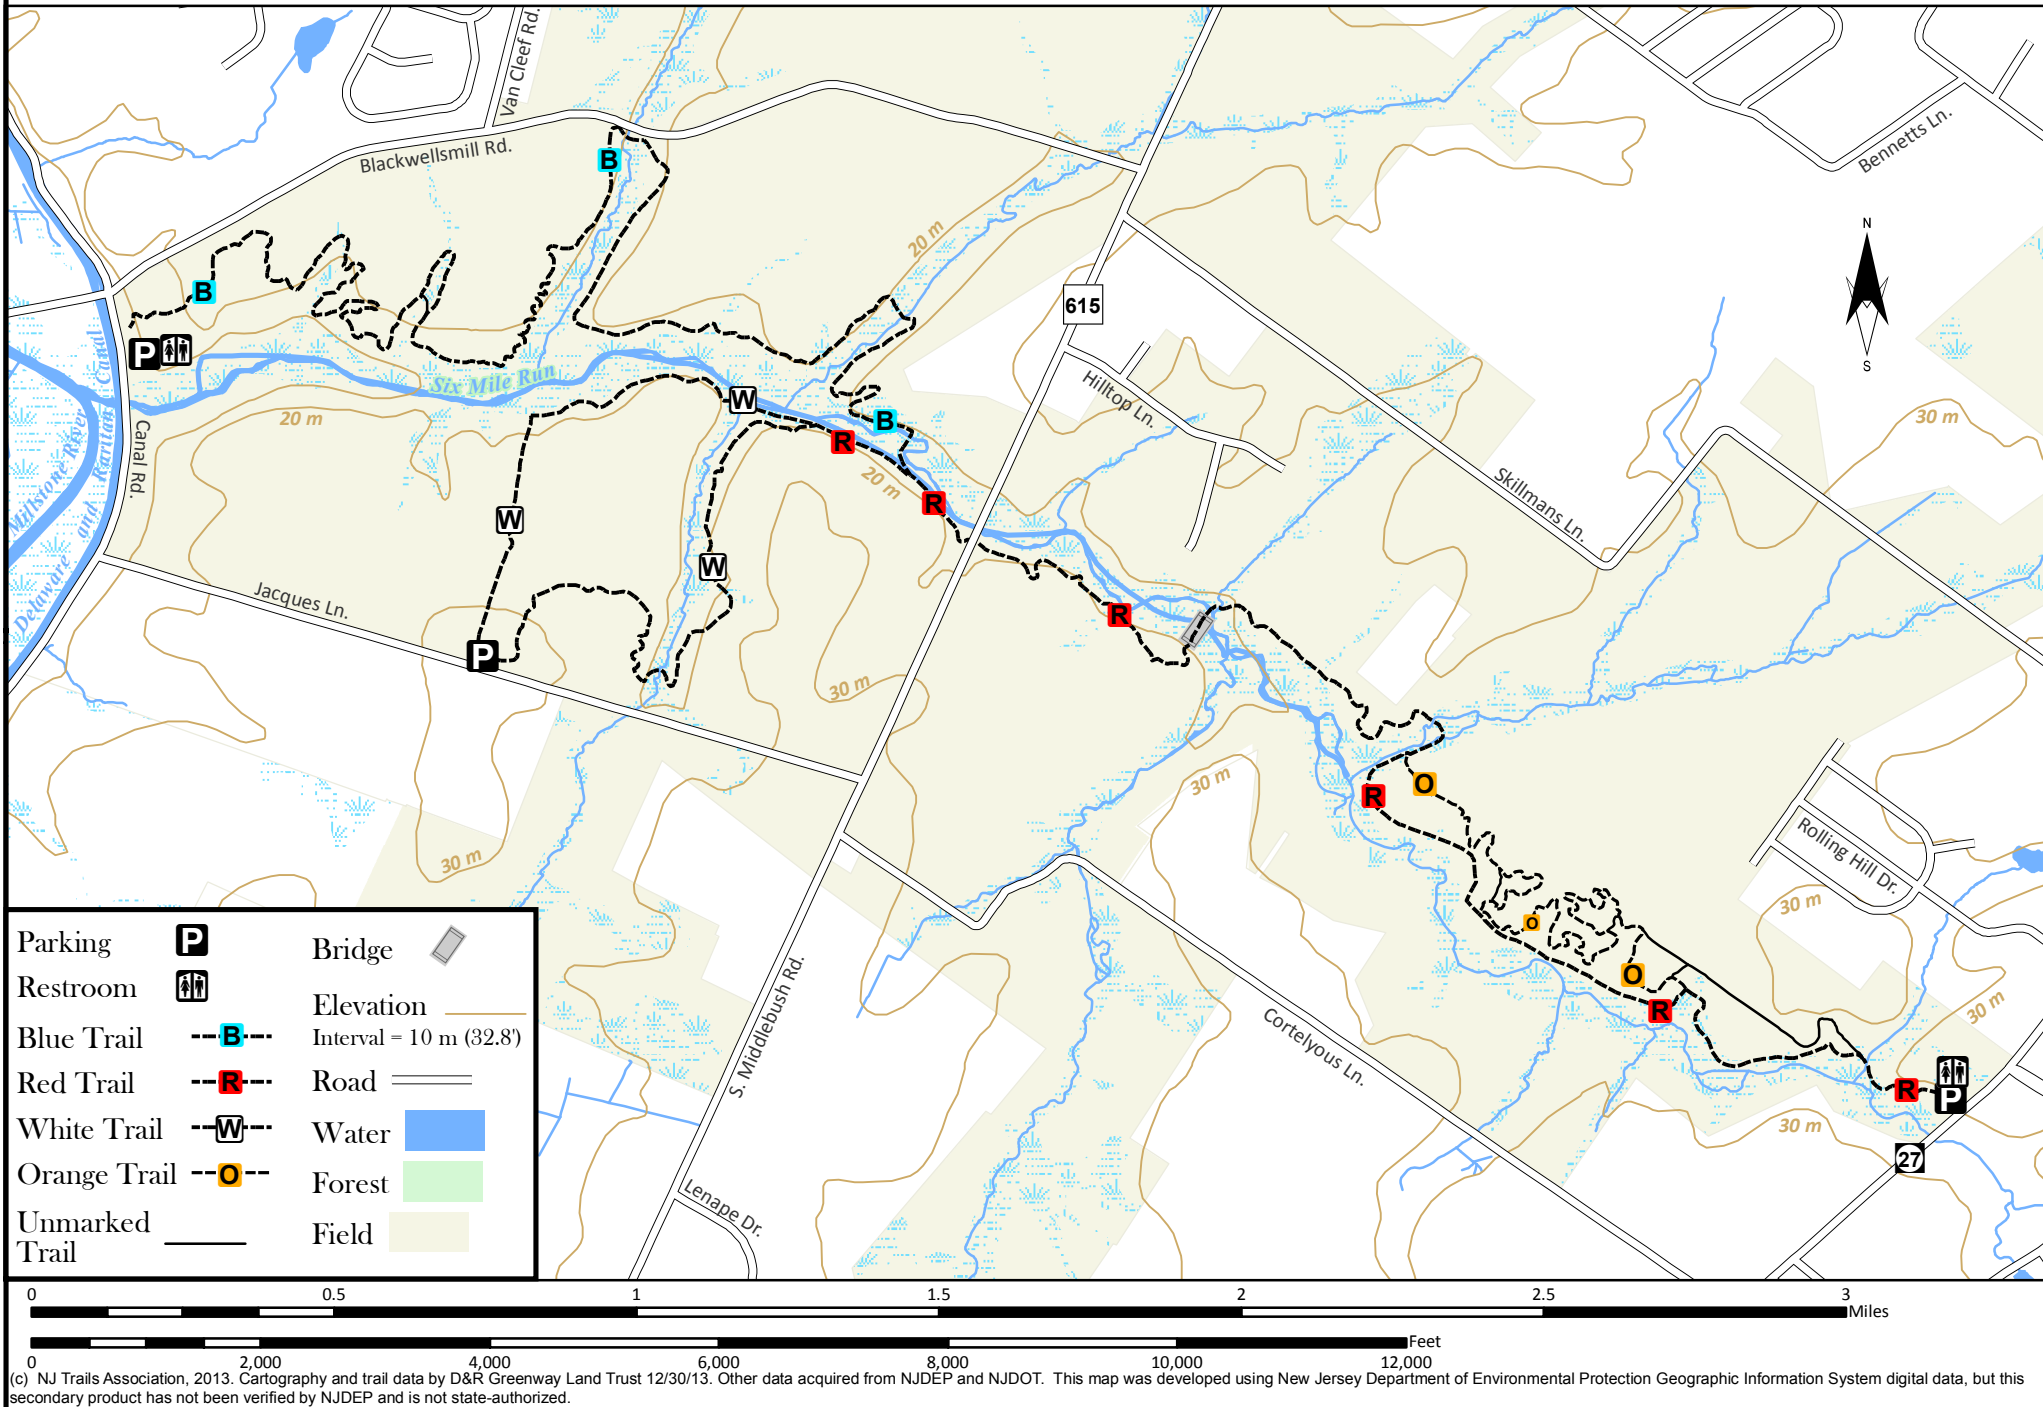 Van Cleef Rd.
Blackwellsmill Rd.
Bennetts Ln.
B
N
S
20 m
B
615
P
Six Mile Run
Hilltop Ln.
W
B
R
30 m
20 m
Canal Rd.
Millstone River
Delaware and Raritan Canal
20 m
R
Skillmans Ln.
W
W
Jacques Ln.
R
P
30 m
30 m
O
R
Rolling Hill Dr.
30 m
30 m
O
O
R
30 m
S. Middlebush Rd.
Cortelyous Ln.
R
P
30 m
27
Lenape Dr.
Parking P
Restroom
Blue Trail B
Red Trail R
White Trail W
Orange Trail O
Unmarked
Trail
Bridge
Elevation
Interval = 10 m (32.8')
Road
Water
Forest
Field
0 0.5 1 1.5 2 2.5 3
Miles
Feet
0 2,000 4,000 6,000 8,000 10,000 12,000
(c) NJ Trails Association, 2013. Cartography and trail data by D&R Greenway Land Trust 12/30/13. Other data acquired from NJDEP and NJDOT. This map was developed using New Jersey Department of Environmental Protection Geographic Information System digital data, but this
secondary product has not been verified by NJDEP and is not state-authorized.